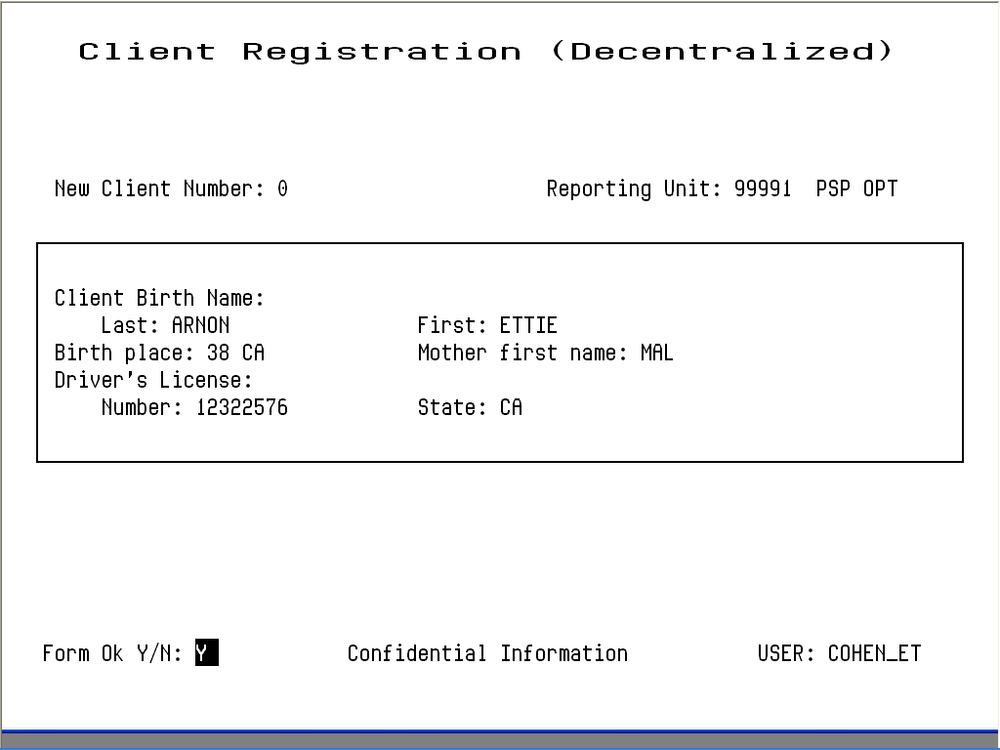 Client Registration (Decentralized)
New Client Number: 0 Reporting Unit: 99991 PSP OPT
Client Birth Name:
Last: ARNON First: ETTIE
Birth place: 38 CA Mother first name: MAL
Driver's License:
Number: 12322576 State: CA
Form Ok Y/N: Y Confidential Information USER: COHEN_ET